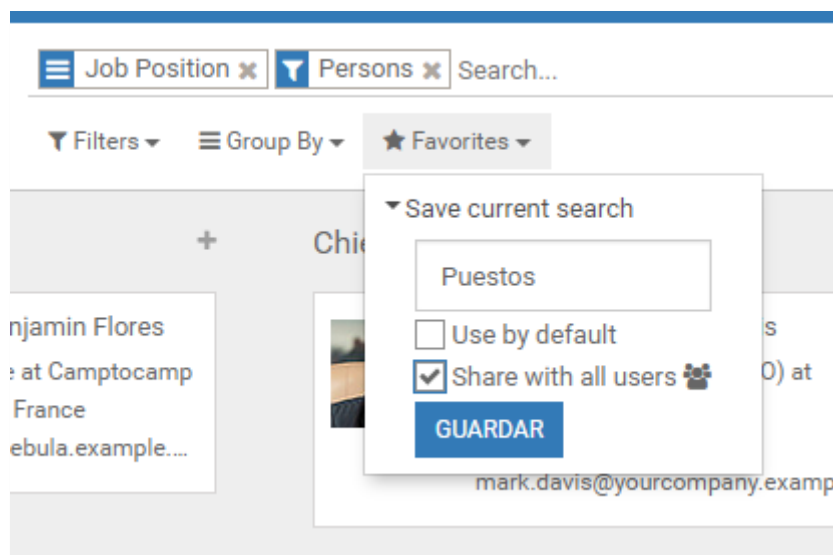 Job Position Persons Search...
Filters Group By Favorites
Save current search
Puestos
Use by default
Share with all users
GUARDAR
Chie
njamin Flores
at Camptocamp
France
ebula.example....
s
O) at
mark.davis@yourcompany.examp